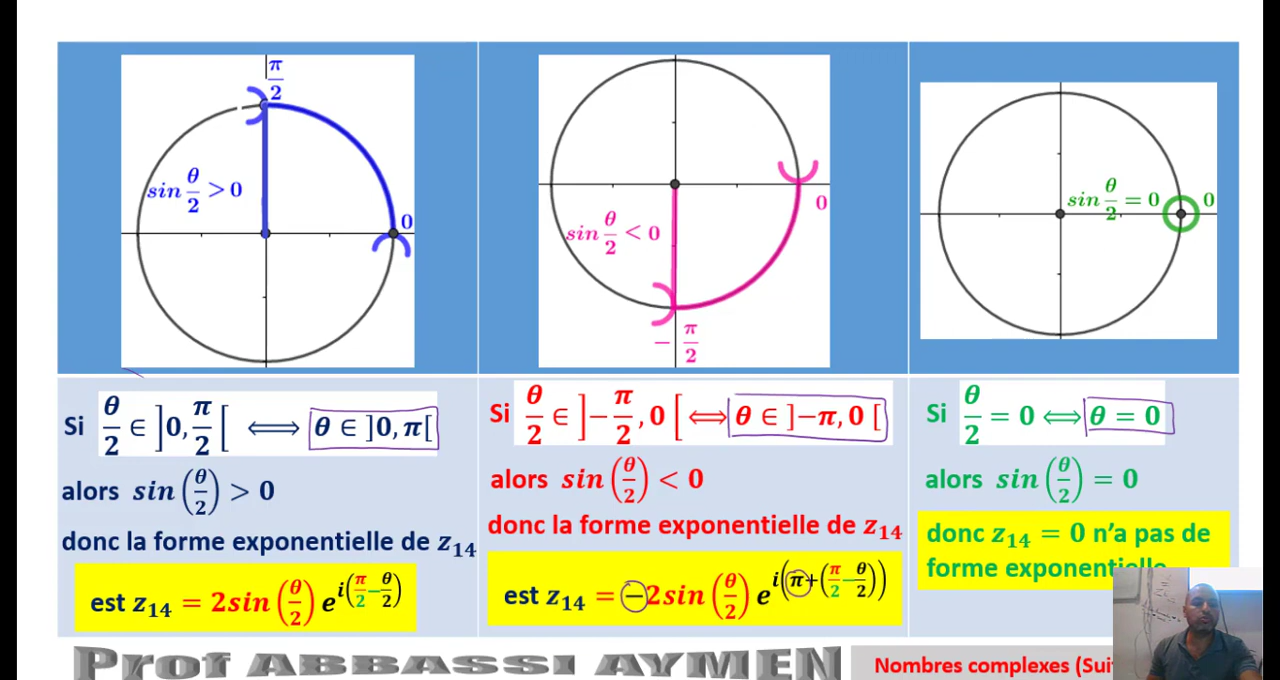 π/2
sin θ/2 > 0
0
sin θ/2 < 0
0
− π/2
sin θ/2 = 0
0
Si θ/2 ∈ ]0, π/2 [ ⟺ θ ∈ ]0, π[
alors sin(θ/2) > 0
donc la forme exponentielle de z₁₄
est z₁₄ = 2sin(θ/2) e^{i(π/2−θ/2)}
Si θ/2 ∈ ]−π/2, 0 [ ⟺ θ ∈ ]−π, 0 [
alors sin(θ/2) < 0
donc la forme exponentielle de z₁₄
est z₁₄ = −2sin(θ/2) e^{i(π+(π/2−θ/2))}
Si θ/2 = 0 ⟺ θ = 0
alors sin(θ/2) = 0
donc z₁₄ = 0 n'a pas de
forme exponentielle
Prof ABBASSI AYMEN
Nombres complexes (Sui